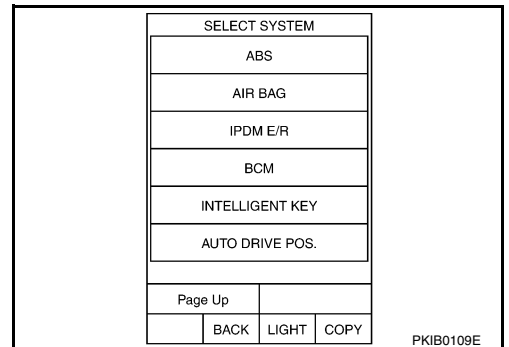 SELECT SYSTEM
ABS
AIR BAG
IPDM E/R
BCM
INTELLIGENT KEY
AUTO DRIVE POS.
Page Up
BACK LIGHT COPY
PKIB0109E